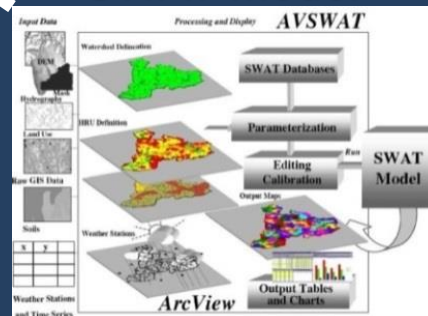 Input Data
Processing and Display
AVSWAT
Watershed Delineation
DEM
Mask
SWAT Databases
Hydrography
HRU Definition
Parameterization
Land Use
Run
Editing
Calibration
SWAT
Model
Raw GIS Data
Output Maps
Soils
Weather Stations
x y
Weather Stations
and Time Series
ArcView
Output Tables
and Charts